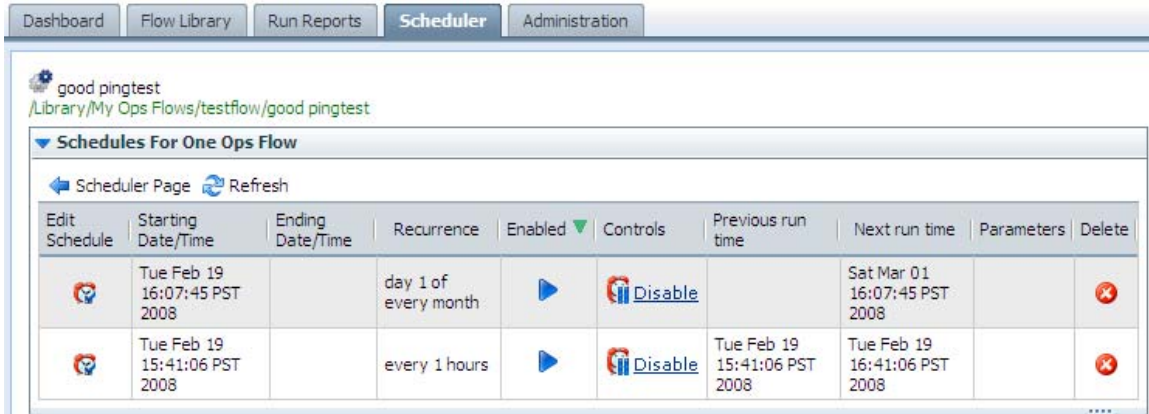 Dashboard Flow Library Run Reports Scheduler Administration
good pingtest
/Library/My Ops Flows/testflow/good pingtest
Schedules For One Ops Flow
Scheduler Page Refresh
Edit Schedule
Starting Date/Time
Ending Date/Time
Recurrence
Enabled
Controls
Previous run time
Next run time
Parameters
Delete
Tue Feb 19
16:07:45 PST
2008
day 1 of
every month
Disable
Sat Mar 01
16:07:45 PST
2008
Tue Feb 19
15:41:06 PST
2008
every 1 hours
Disable
Tue Feb 19
15:41:06 PST
2008
Tue Feb 19
16:41:06 PST
2008